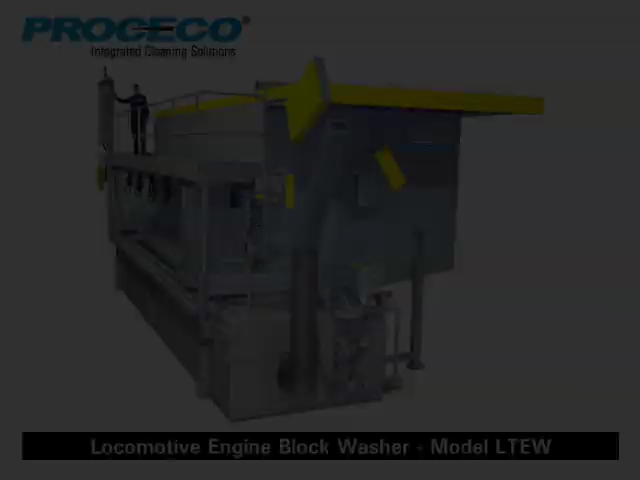 PROCECO®
Integrated Cleaning Solutions
Locomotive Engine Block Washer - Model LTEW